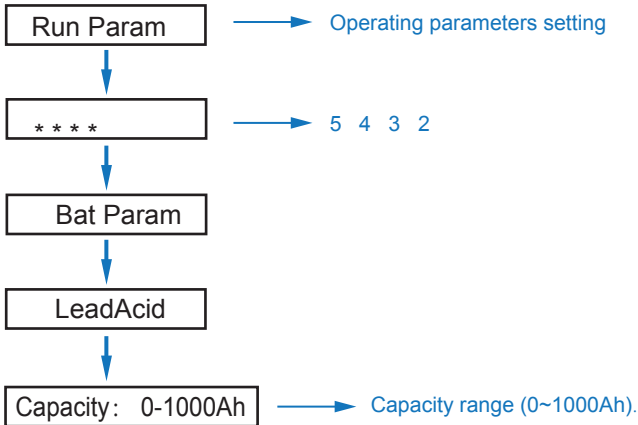 Run Param
Operating parameters setting
* * * *
5 4 3 2
Bat Param
LeadAcid
Capacity: 0-1000Ah
Capacity range (0~1000Ah).